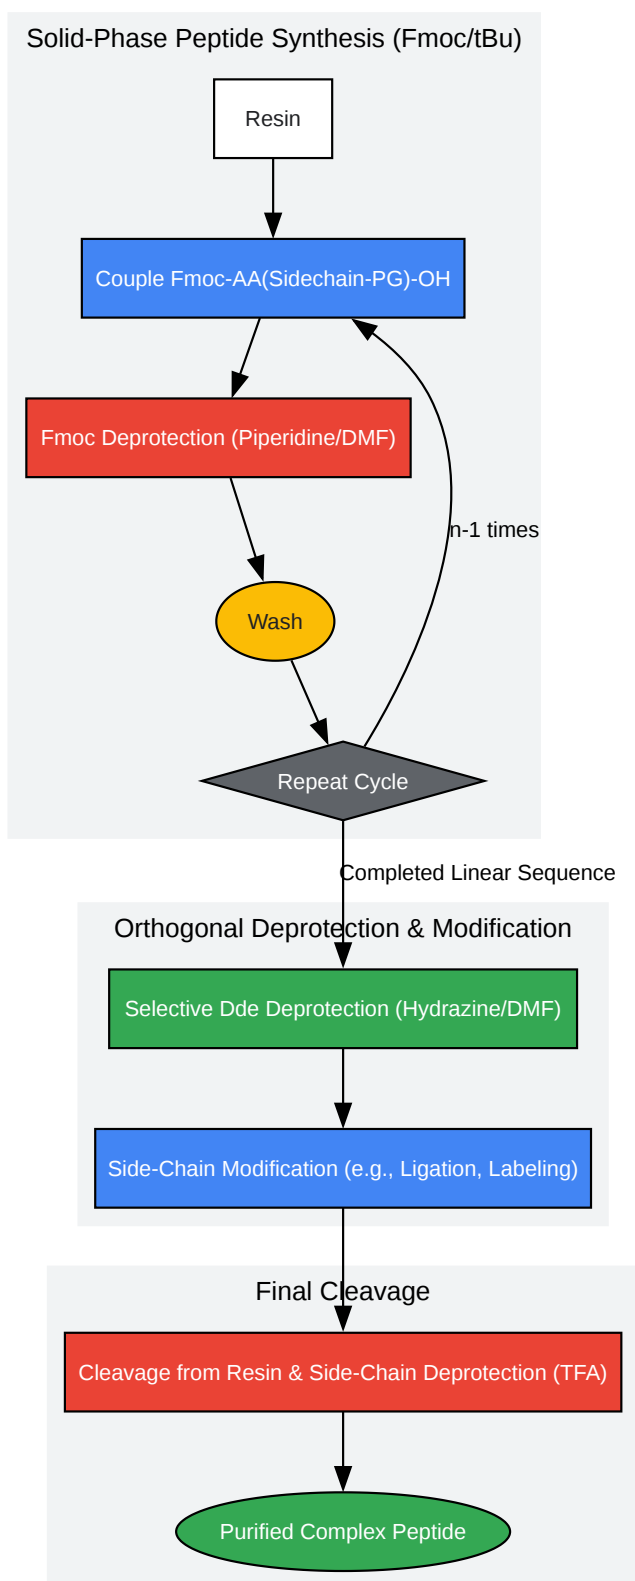 Solid-Phase Peptide Synthesis (Fmoc/tBu)
Resin
Couple Fmoc-AA(Sidechain-PG)-OH
Fmoc Deprotection (Piperidine/DMF)
n-1 times
Wash
Repeat Cycle
Completed Linear Sequence
Orthogonal Deprotection & Modification
Selective Dde Deprotection (Hydrazine/DMF)
Side-Chain Modification (e.g., Ligation, Labeling)
Final Cleavage
Cleavage from Resin & Side-Chain Deprotection (TFA)
Purified Complex Peptide